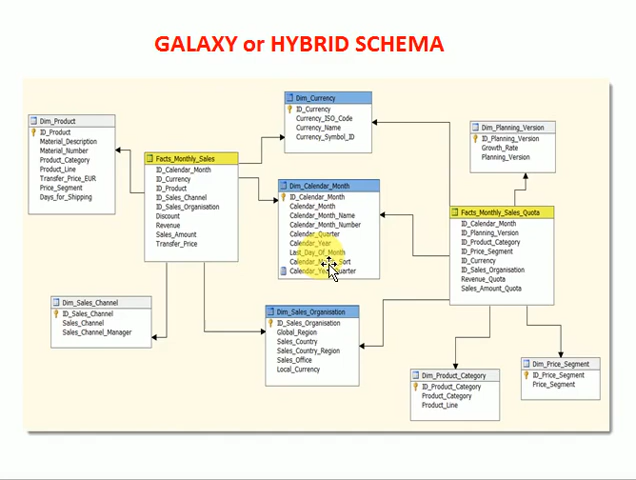 GALAXY or HYBRID SCHEMA
Dim_Product
ID_Product
Material_Description
Material_Number
Product_Category
Product_Line
Transfer_Price_EUR
Price_Segment
Days_for_Shipping
Facts_Monthly_Sales
ID_Calendar_Month
ID_Currency
ID_Product
ID_Sales_Channel
ID_Sales_Organisation
Discount
Revenue
Sales_Amount
Transfer_Price
Dim_Currency
ID_Currency
Currency_ISO_Code
Currency_Name
Currency_Symbol_ID
Dim_Calendar_Month
ID_Calendar_Month
Calendar_Month
Calendar_Month_Name
Calendar_Month_Number
Calendar_Quarter
Calendar_Year
Last_Day_Of_Month
Calendar_Month_Sort
Calendar_Year_Quarter
Dim_Planning_Version
ID_Planning_Version
Growth_Rate
Planning_Version
Facts_Monthly_Sales_Quota
ID_Calendar_Month
ID_Planning_Version
ID_Product_Category
ID_Price_Segment
ID_Currency
ID_Sales_Organisation
Revenue_Quota
Sales_Amount_Quota
Dim_Sales_Channel
ID_Sales_Channel
Sales_Channel
Sales_Channel_Manager
Dim_Sales_Organisation
ID_Sales_Organisation
Global_Region
Sales_Country
Sales_Country_Region
Sales_Office
Local_Currency
Dim_Product_Category
ID_Product_Category
Product_Category
Product_Line
Dim_Price_Segment
ID_Price_Segment
Price_Segment